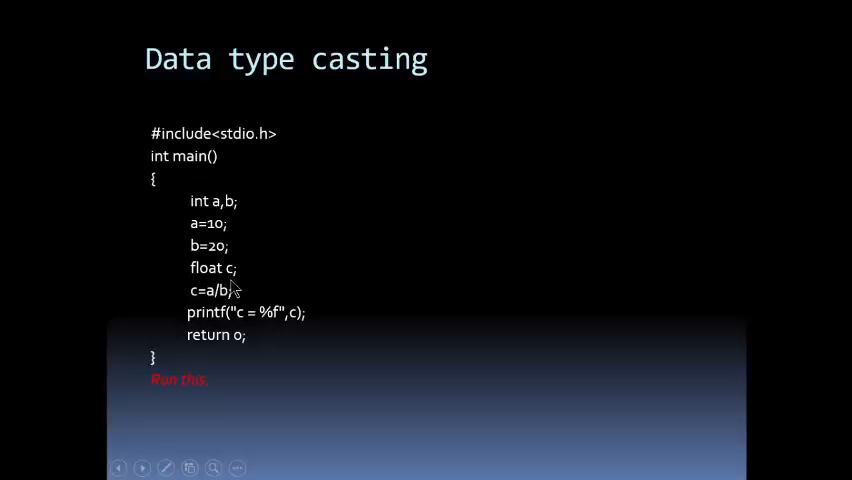 Data type casting
#include<stdio.h>
int main()
{
int a,b;
a=10;
b=20;
float c;
c=a/b;
printf("c = %f",c);
return 0;
}
Run this.